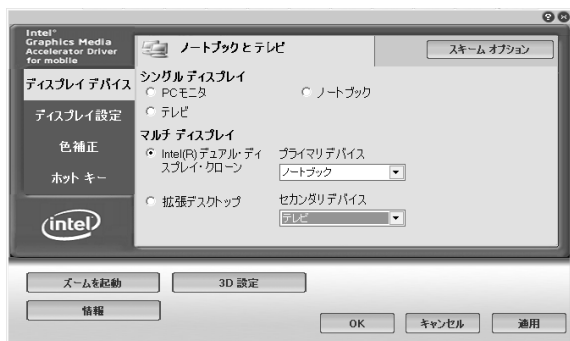 Intel®
Graphics Media
Accelerator Driver
for mobile
ノートブックとテレビ
スキーム オプション
ディスプレイ デバイス
ディスプレイ設定
色補正
ホット キー
intel
シングル ディスプレイ
PCモニタ
ノートブック
テレビ
マルチ ディスプレイ
Intel(R) デュアル・ディ
スプレイ・クローン
プライマリ デバイス
ノートブック
拡張デスクトップ
セカンダリ デバイス
テレビ
ズームを起動
3D 設定
情報
OK
キャンセル
適用